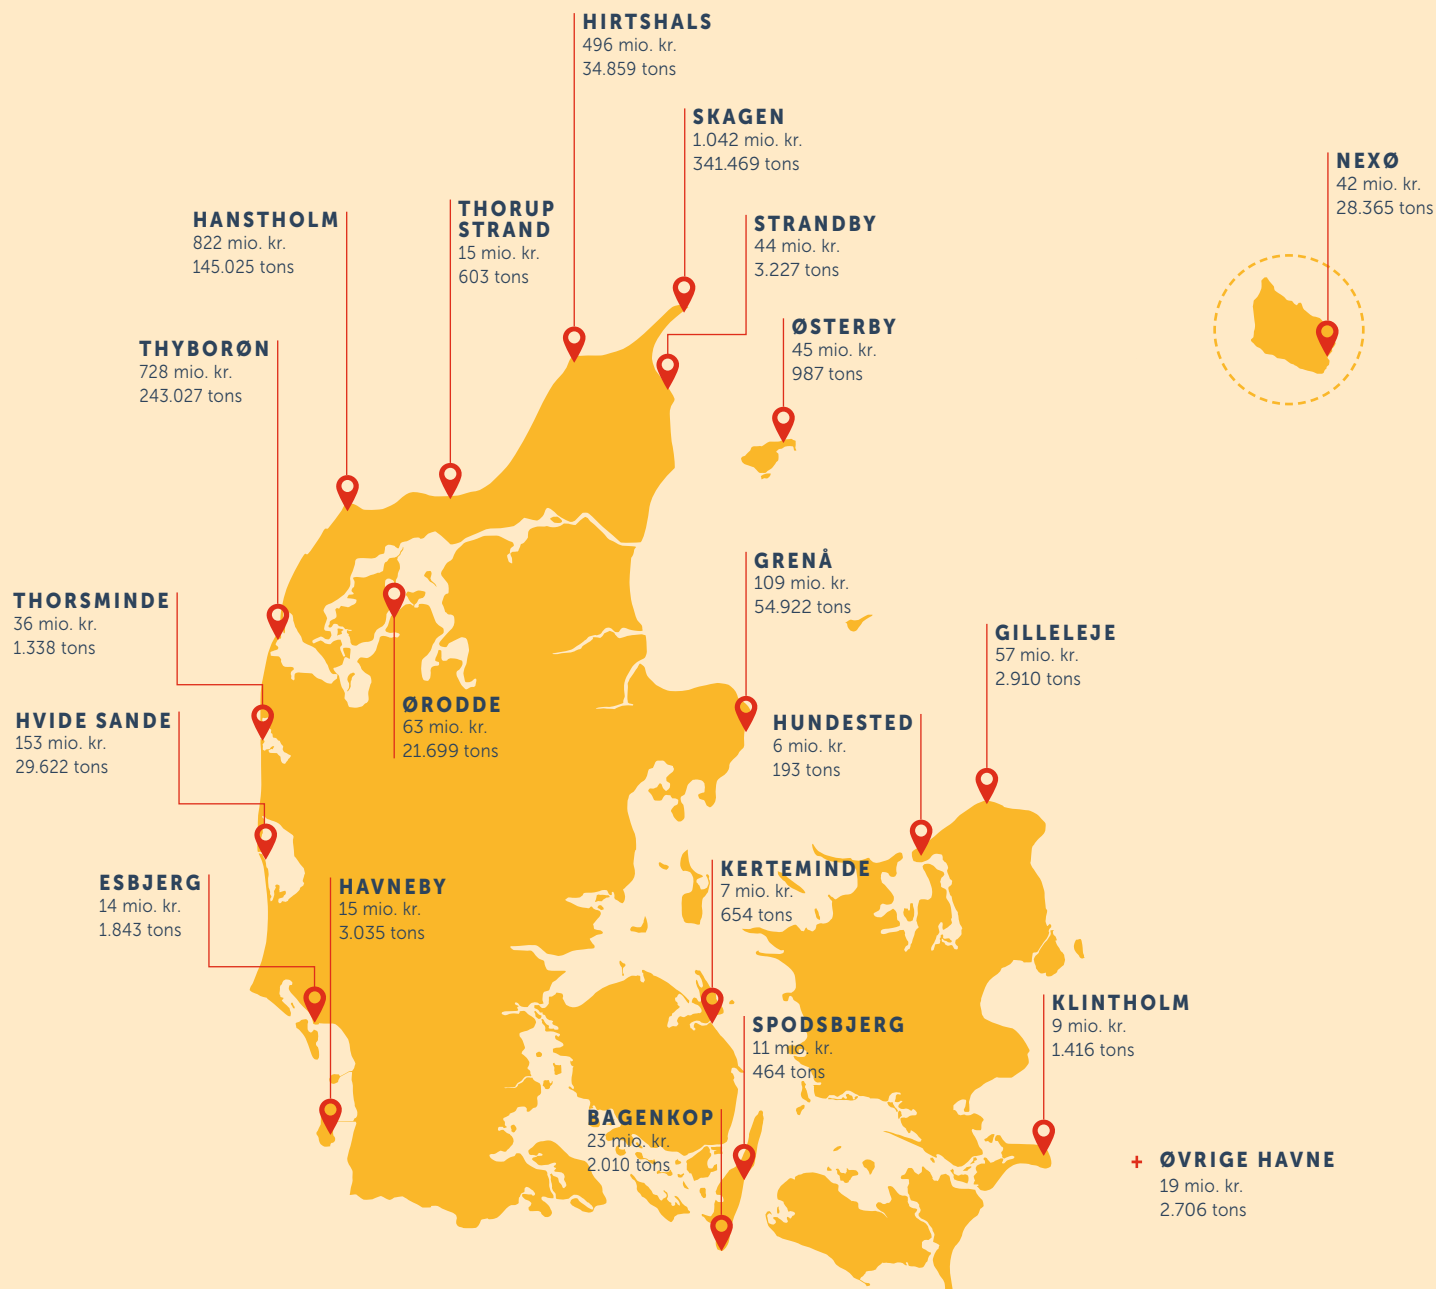 HIRTSHALS
496 mio. kr.
34.859 tons
SKAGEN
1.042 mio. kr.
341.469 tons
NEXØ
42 mio. kr.
28.365 tons
THORUP
STRAND
15 mio. kr.
603 tons
HANSTHOLM
822 mio. kr.
145.025 tons
STRANDBY
44 mio. kr.
3.227 tons
ØSTERBY
45 mio. kr.
987 tons
THYBORØN
728 mio. kr.
243.027 tons
GRENÅ
109 mio. kr.
54.922 tons
THORSMINDE
36 mio. kr.
1.338 tons
GILLELEJE
57 mio. kr.
2.910 tons
ØRODDE
63 mio. kr.
21.699 tons
HVIDE SANDE
153 mio. kr.
29.622 tons
HUNDESTED
6 mio. kr.
193 tons
KERTEMINDE
7 mio. kr.
654 tons
ESBJERG
14 mio. kr.
1.843 tons
HAVNEBY
15 mio. kr.
3.035 tons
KLINTHOLM
9 mio. kr.
1.416 tons
SPODSBJERG
11 mio. kr.
464 tons
BAGENKOP
23 mio. kr.
2.010 tons
+ ØVRIGE HAVNE
19 mio. kr.
2.706 tons